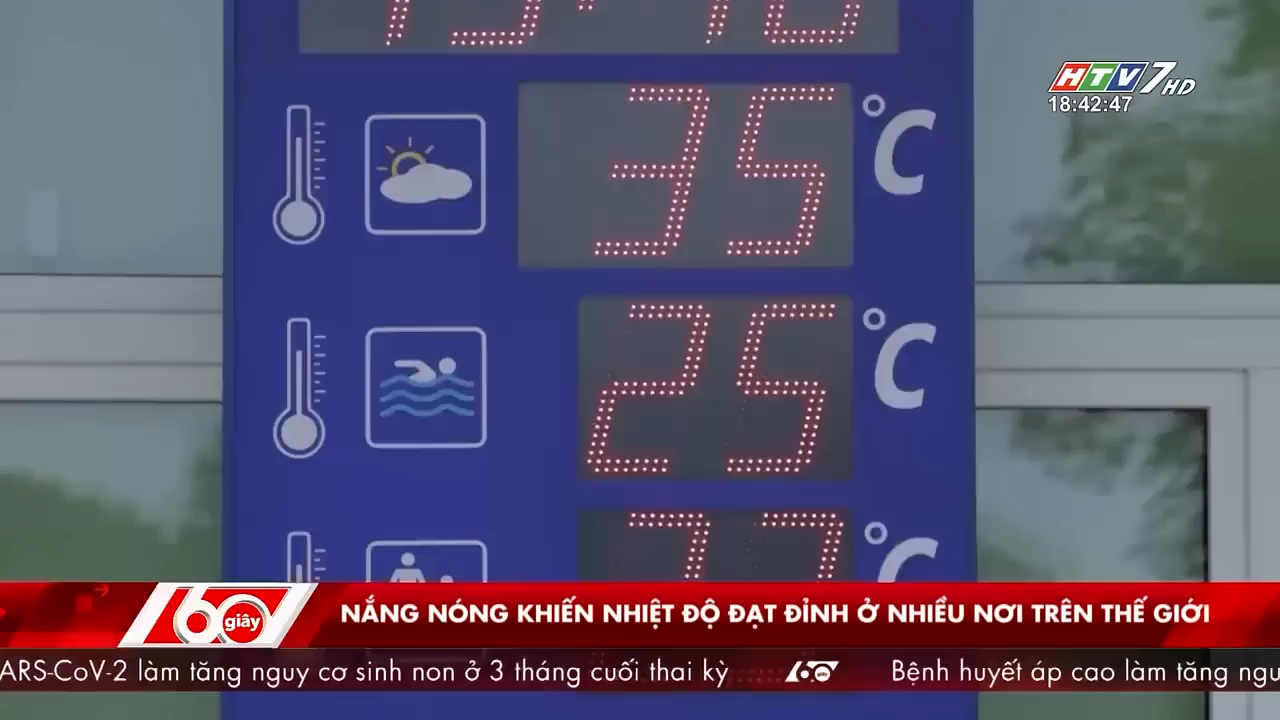 HTV7 HD
18:42:47
35 °C
25 °C
°C
60 giây
NẮNG NÓNG KHIẾN NHIỆT ĐỘ ĐẠT ĐỈNH Ở NHIỀU NƠI TRÊN THẾ GIỚI
ARS-CoV-2 làm tăng nguy cơ sinh non ở 3 tháng cuối thai kỳ 60 giây Bệnh huyết áp cao làm tăng